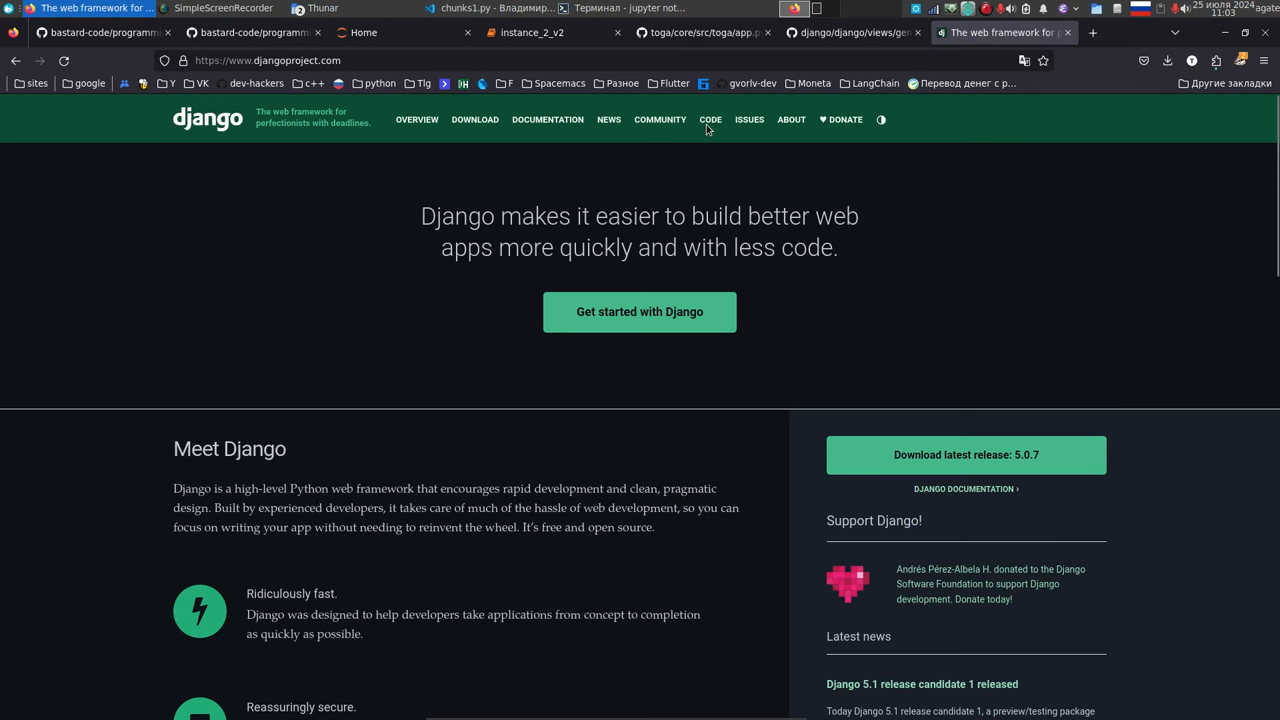 The web framework for ...
SimpleScreenRecorder
2 Thunar
chunks1.py - Владимир...
Терминал - jupyter not...
25 июля agate
11:03
bastard-code/programm
bastard-code/programm
Home
instance_2_v2
toga/core/src/toga/app.p
django/django/views/gen
The web framework for p
https://www.djangoproject.com
sites
google
Y
VK
dev-hackers
c++
python
Tlg
F
Spacemacs
Разное
Flutter
gvorlv-dev
Moneta
LangChain
Перевод денег с р...
Другие закладки
django
The web framework for
perfectionists with deadlines.
OVERVIEW
DOWNLOAD
DOCUMENTATION
NEWS
COMMUNITY
CODE
ISSUES
ABOUT
♥ DONATE
Django makes it easier to build better web
apps more quickly and with less code.
Get started with Django
Meet Django
Django is a high-level Python web framework that encourages rapid development and clean, pragmatic
design. Built by experienced developers, it takes care of much of the hassle of web development, so you can
focus on writing your app without needing to reinvent the wheel. It's free and open source.
Ridiculously fast.
Django was designed to help developers take applications from concept to completion
as quickly as possible.
Reassuringly secure.
Download latest release: 5.0.7
DJANGO DOCUMENTATION ›
Support Django!
Andrés Pérez-Albela H. donated to the Django
Software Foundation to support Django
development. Donate today!
Latest news
Django 5.1 release candidate 1 released
Today Django 5.1 release candidate 1, a preview/testing package